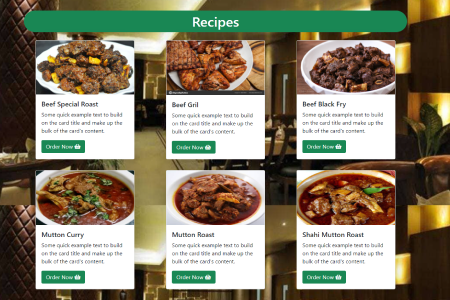 Recipes
Beef Special Roast
Some quick example text to build
on the card title and make up the
bulk of the card's content.
Order Now
Beef Gril
Some quick example text to build
on the card title and make up the
bulk of the card's content.
Order Now
Beef Black Fry
Some quick example text to build
on the card title and make up the
bulk of the card's content.
Order Now
Mutton Curry
Some quick example text to build
on the card title and make up the
bulk of the card's content.
Order Now
Mutton Roast
Some quick example text to build
on the card title and make up the
bulk of the card's content.
Order Now
Shahi Mutton Roast
Some quick example text to build
on the card title and make up the
bulk of the card's content.
Order Now